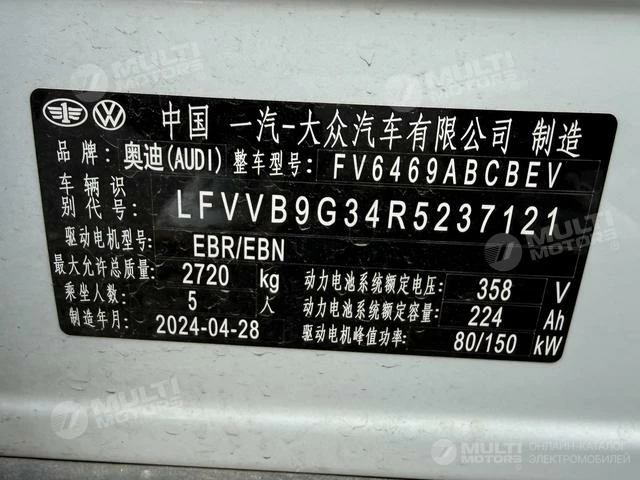 中国 一汽-大众汽车有限公司 制造
品牌：奥迪(AUDI) 整车型号：FV6469ABCBEV
车辆识别代号：LFVVB9G34R5237121
驱动电机型号：EBR/EBN
最大允许总质量：2720 kg 动力电池系统额定电压：358 V
乘坐人数：5 人 动力电池系统额定容量：224 Ah
制造年月：2024-04-28 驱动电机峰值功率：80/150 kW
MULTI MOTORS
ОНЛАЙН-КАТАЛОГ
ЭЛЕКТРОМОБИЛЕЙ